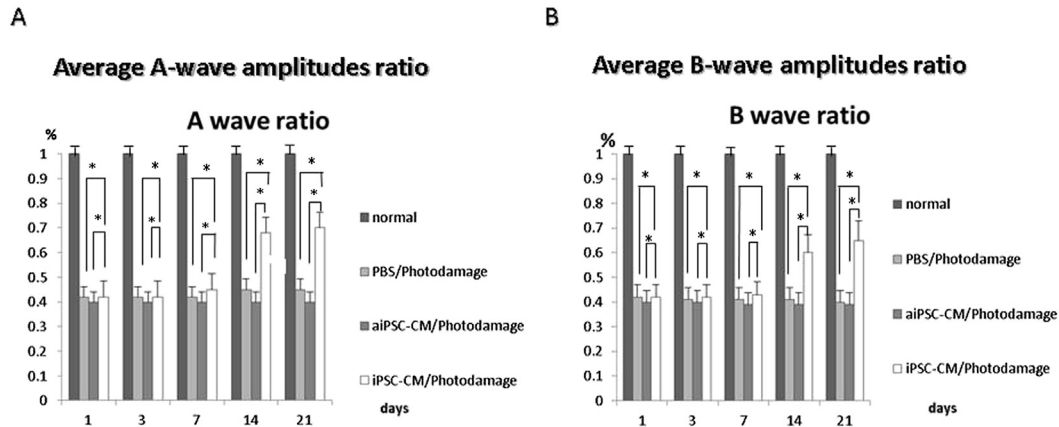 A
Average A-wave amplitudes ratio
A wave ratio
%
1
0.9
0.8
0.7
0.6
0.5
0.4
0.3
0.2
0.1
0
* * * * *
* * * * *
1 3 7 14 21
days
normal
PBS/Photodamage
aiPSC-CM/Photodamage
iPSC-CM/Photodamage
B
Average B-wave amplitudes ratio
B wave ratio
%
1
0.9
0.8
0.7
0.6
0.5
0.4
0.3
0.2
0.1
0
* * * * *
* * * * *
1 3 7 14 21
days
normal
PBS/Photodamage
aiPSC-CM/Photodamage
iPSC-CM/Photodamage